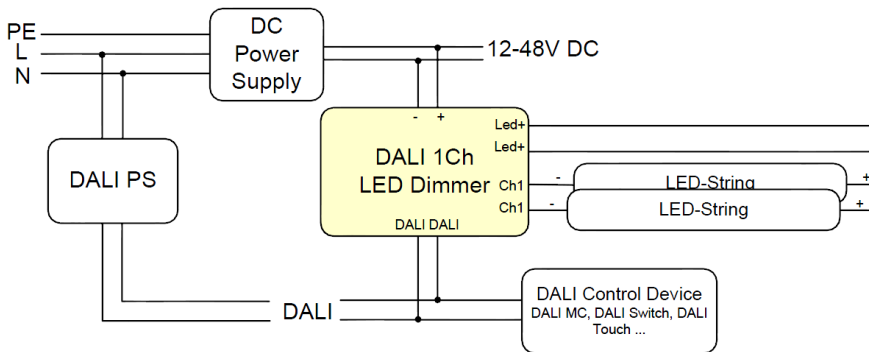 PE
L
N
DC
Power
Supply
12-48V DC
- +
DALI PS
DALI 1Ch
LED Dimmer
Led+
Led+
Ch1
Ch1
DALI DALI
- LED-String +
- LED-String +
DALI
DALI Control Device
DALI MC, DALI Switch, DALI
Touch ...